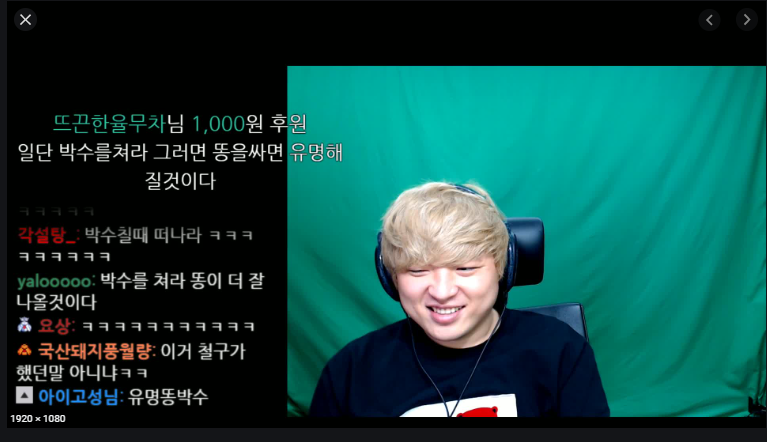 뜨끈한율무차님 1,000원 후원
일단 박수를쳐라 그러면 똥을싸면 유명해
질것이다
ㅋㅋㅋㅋㅋ
각설탕_: 박수칠때 떠나라 ㅋㅋㅋ
ㅋㅋㅋㅋㅋㅋ
yalooooo: 박수를 쳐라 똥이 더 잘
나올것이다
요상: ㅋㅋㅋㅋㅋㅋㅋㅋㅋㅋㅋ
국산돼지풍월량: 이거 철구가
했던말 아니냐ㅋㅋ
아이고성님: 유명똥박수
1920 × 1080